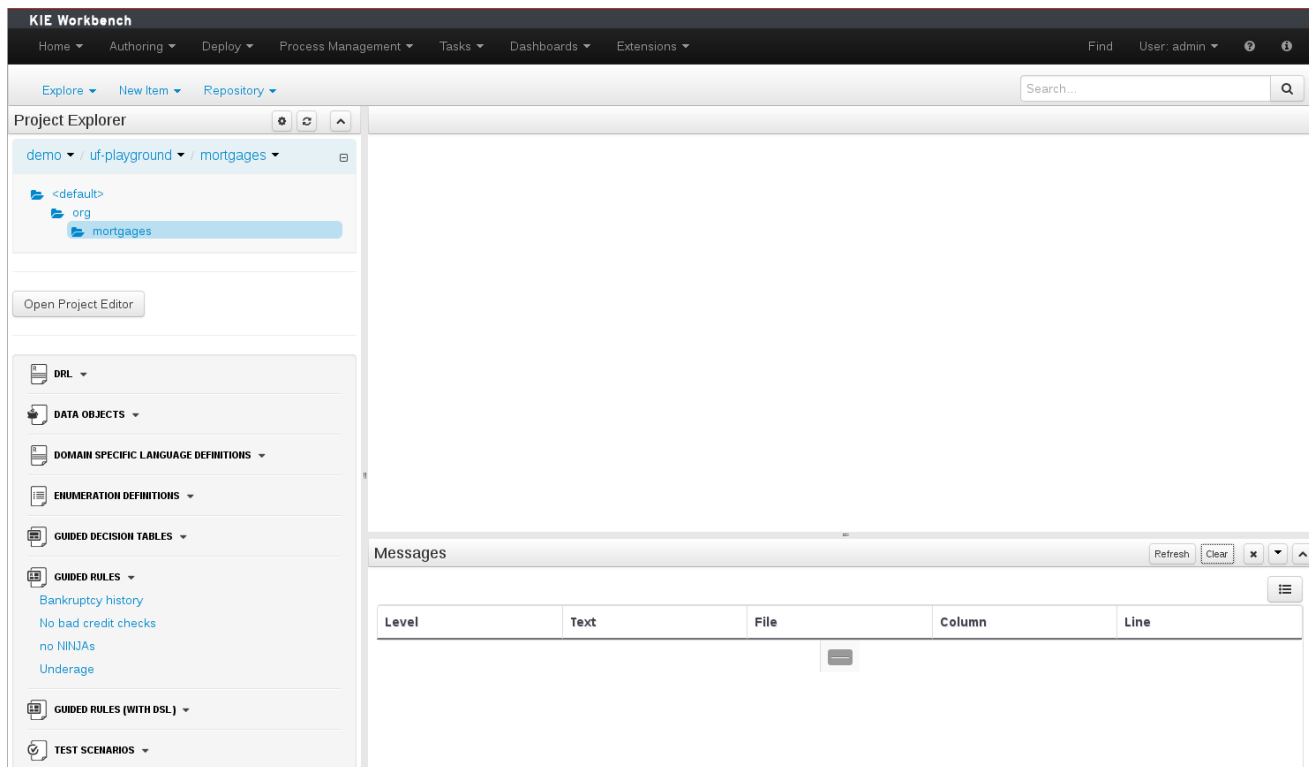 KIE Workbench
Home Authoring Deploy Process Management Tasks Dashboards Extensions Find User: admin
Explore New Item Repository Search...
Project Explorer
demo / uf-playground / mortgages
<default>
org
mortgages
Open Project Editor
DRL
DATA OBJECTS
DOMAIN SPECIFIC LANGUAGE DEFINITIONS
ENUMERATION DEFINITIONS
GUIDED DECISION TABLES
Messages Refresh Clear
GUIDED RULES
Bankruptcy history
Level Text File Column Line
No bad credit checks
no NINJAs
Underage
GUIDED RULES (WITH DSL)
TEST SCENARIOS